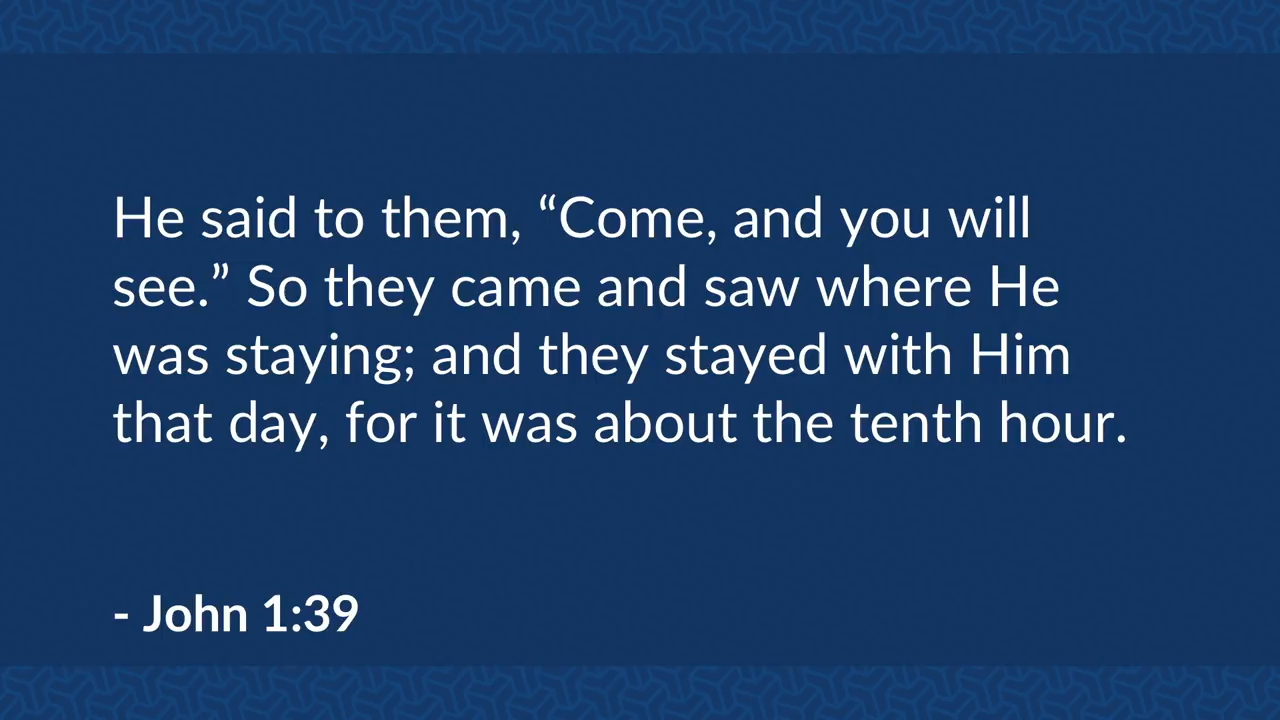 He said to them, “Come, and you will
see.” So they came and saw where He
was staying; and they stayed with Him
that day, for it was about the tenth hour.
- John 1:39